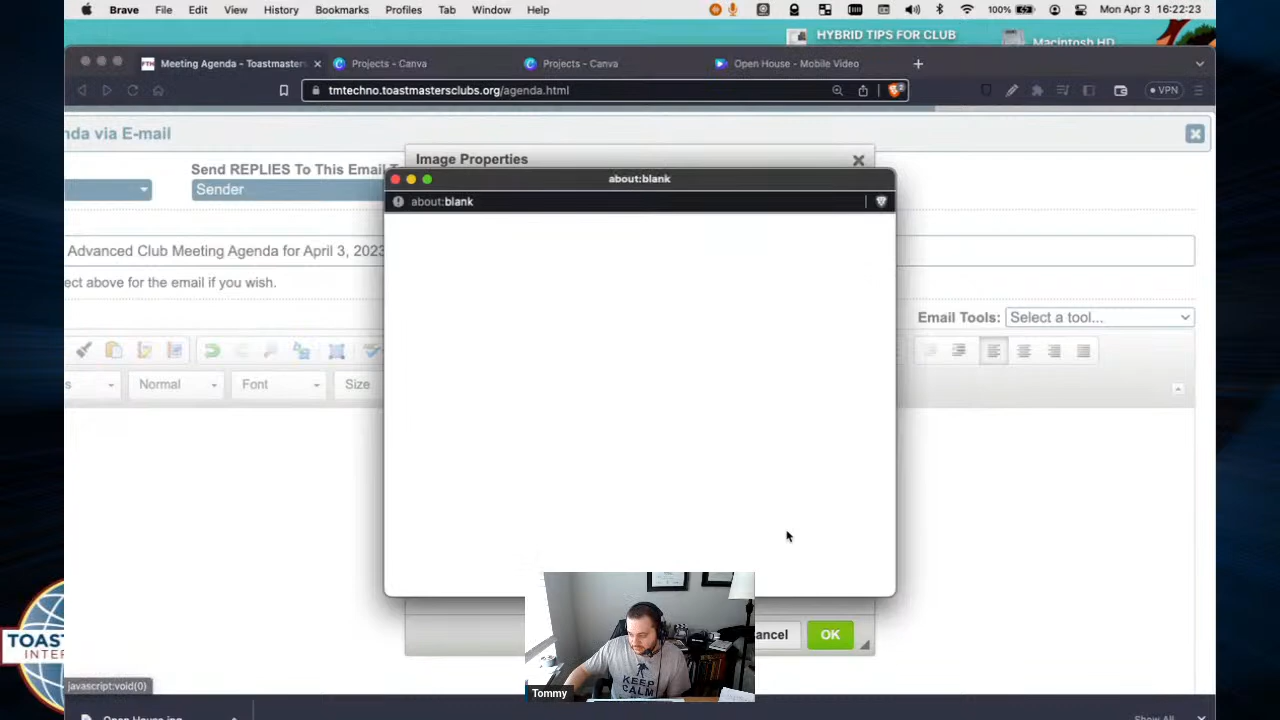 Brave File Edit View History Bookmarks Profiles Tab Window Help 100% Mon Apr 3 16:22:23
HYBRID TIPS FOR CLUB
Macintosh HD
Meeting Agenda - Toastmasters Projects - Canva Projects - Canva Open House - Mobile Video
tmtechno.toastmastersclubs.org/agenda.html
VPN
nda via E-mail
Image Properties
Send REPLIES To This Email T
about:blank
Sender
about:blank
Advanced Club Meeting Agenda for April 3, 2023
ect above for the email if you wish.
Email Tools: Select a tool...
s Normal Font Size
TOAST
INTER
ancel OK
KEEP
CALM
Tommy
javascript:void(0)
Open House.jpg
Show All